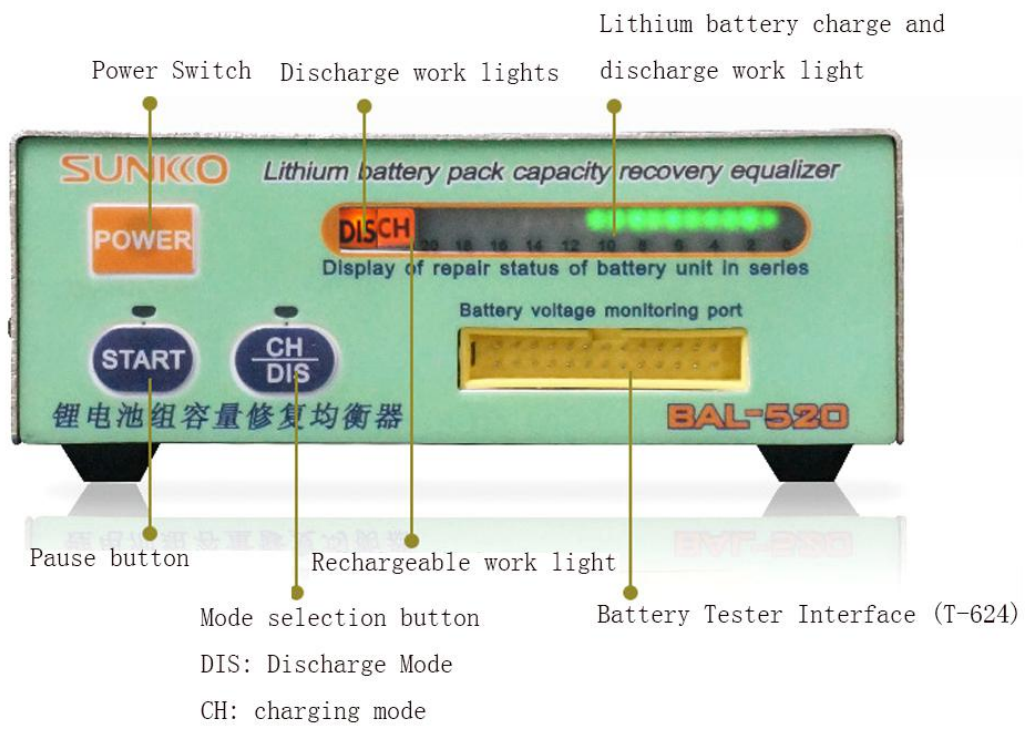 Lithium battery charge and
discharge work light
Power Switch
Discharge work lights
SUNKKO
Lithium battery pack capacity recovery equalizer
POWER
DIS CH
20 18 16 14 12 10 8 6 4 2 0
Display of repair status of battery unit in series
Battery voltage monitoring port
START
CH
DIS
锂电池组容量修复均衡器
BAL-520
Pause button
Rechargeable work light
Mode selection button
DIS: Discharge Mode
CH: charging mode
Battery Tester Interface (T-624)